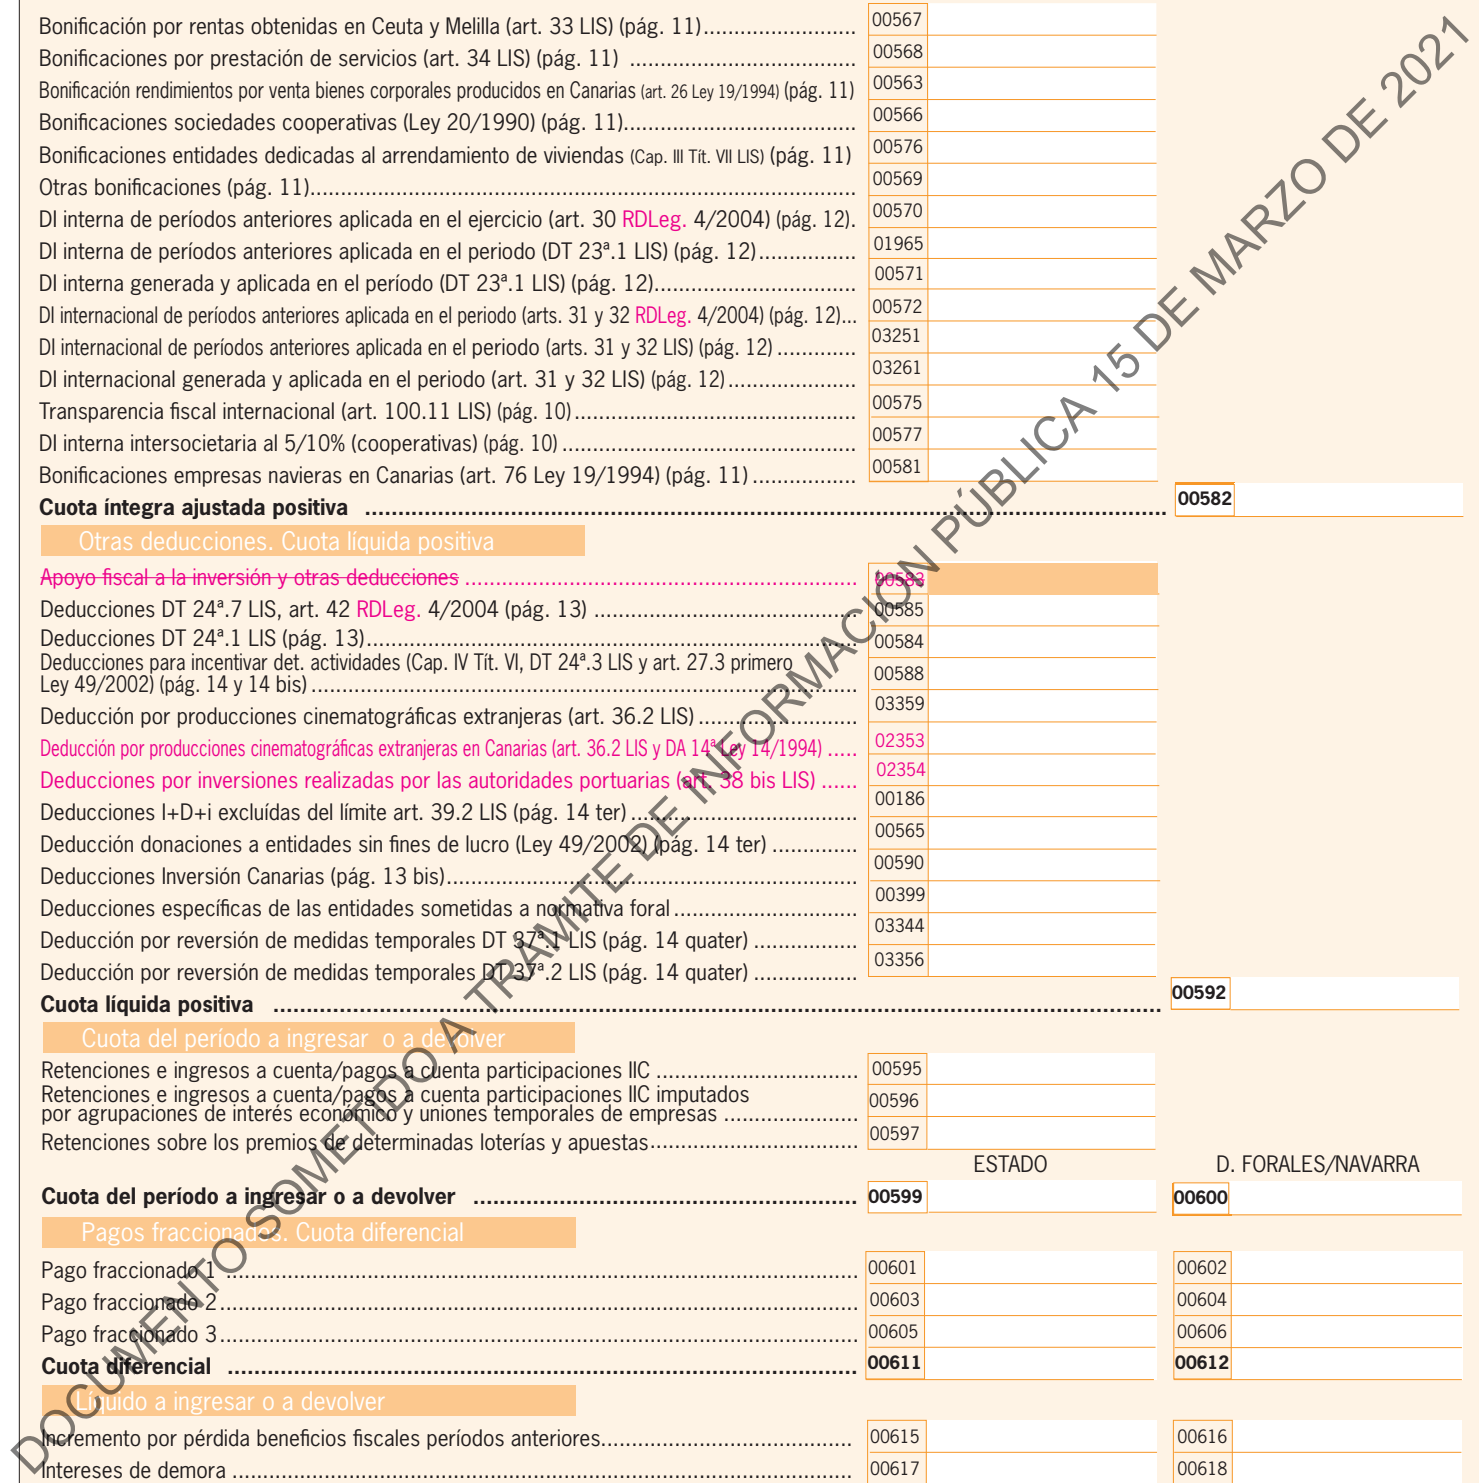 Bonificación por rentas obtenidas en Ceuta y Melilla (art. 33 LIS) (pág. 11)......................... 00567
Bonificaciones por prestación de servicios (art. 34 LIS) (pág. 11) ..................................... 00568
Bonificación rendimientos por venta bienes corporales producidos en Canarias (art. 26 Ley 19/1994) (pág. 11) 00563
Bonificaciones sociedades cooperativas (Ley 20/1990) (pág. 11)...................................... 00566
Bonificaciones entidades dedicadas al arrendamiento de viviendas (Cap. III Tít. VII LIS) (pág. 11) 00576
Otras bonificaciones (pág. 11)......................................................................................... 00569
DI interna de períodos anteriores aplicada en el ejercicio (art. 30 RDLeg. 4/2004) (pág. 12). 00570
DI interna de períodos anteriores aplicada en el periodo (DT 23ª.1 LIS) (pág. 12)................ 01965
DI interna generada y aplicada en el período (DT 23ª.1 LIS) (pág. 12)................................. 00571
DI internacional de períodos anteriores aplicada en el periodo (arts. 31 y 32 RDLeg. 4/2004) (pág. 12)... 00572
DI internacional de períodos anteriores aplicada en el periodo (arts. 31 y 32 LIS) (pág. 12) ............. 03251
DI internacional generada y aplicada en el periodo (art. 31 y 32 LIS) (pág. 12)..................... 03261
Transparencia fiscal internacional (art. 100.11 LIS) (pág. 10).............................................. 00575
DI interna intersocietaria al 5/10% (cooperativas) (pág. 10) ................................................ 00577
Bonificaciones empresas navieras en Canarias (art. 76 Ley 19/1994) (pág. 11) ................. 00581
Cuota íntegra ajustada positiva .................................................................................... 00582
Otras deducciones. Cuota líquida positiva
Apoyo fiscal a la inversión y otras deducciones ................................................................ 00583
Deducciones DT 24ª.7 LIS, art. 42 RDLeg. 4/2004 (pág. 13) ........................................... 00585
Deducciones DT 24ª.1 LIS (pág. 13)................................................................................ 00584
Deducciones para incentivar det. actividades (Cap. IV Tít. VI, DT 24ª.3 LIS y art. 27.3 primero
Ley 49/2002) (pág. 14 y 14 bis) ......................................................................................... 00588
Deducción por producciones cinematográficas extranjeras (art. 36.2 LIS) .......................... 03359
Deducción por producciones cinematográficas extranjeras en Canarias (art. 36.2 LIS y DA 14ª Ley 14/1994) ..... 02353
Deducciones por inversiones realizadas por las autoridades portuarias (art. 38 bis LIS) ...... 02354
Deducciones I+D+i excluídas del límite art. 39.2 LIS (pág. 14 ter) ..................................... 00186
Deducción donaciones a entidades sin fines de lucro (Ley 49/2002) (pág. 14 ter) .............. 00565
Deducciones Inversión Canarias (pág. 13 bis)................................................................... 00590
Deducciones específicas de las entidades sometidas a normativa foral .............................. 00399
Deducción por reversión de medidas temporales DT 37ª.1 LIS (pág. 14 quater) ................. 03344
Deducción por reversión de medidas temporales DT 37ª.2 LIS (pág. 14 quater) ................. 03356
Cuota líquida positiva .................................................................................................... 00592
Cuota del período a ingresar o a devolver
Retenciones e ingresos a cuenta/pagos a cuenta participaciones IIC ................................. 00595
Retenciones e ingresos a cuenta/pagos a cuenta participaciones IIC imputados
por agrupaciones de interés económico y uniones temporales de empresas ...................... 00596
Retenciones sobre los premios de determinadas loterías y apuestas.................................. 00597
ESTADO D. FORALES/NAVARRA
Cuota del período a ingresar o a devolver ......................................................... 00599 00600
Pagos fraccionados. Cuota diferencial
Pago fraccionado 1 ....................................................................................................... 00601 00602
Pago fraccionado 2........................................................................................................ 00603 00604
Pago fraccionado 3........................................................................................................ 00605 00606
Cuota diferencial ............................................................................................. 00611 00612
Líquido a ingresar o a devolver
Incremento por pérdida beneficios fiscales períodos anteriores......................................... 00615 00616
Intereses de demora ..................................................................................................... 00617 00618
DOCUMENTO SOMETIDO A TRÁMITE DE INFORMACIÓN PÚBLICA 15 DE MARZO DE 2021